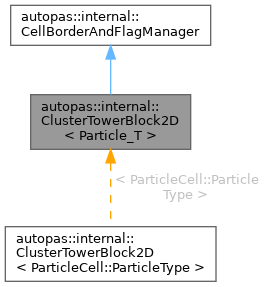 autopas::internal::
CellBorderAndFlagManager
autopas::internal::
ClusterTowerBlock2D
< Particle_T >
< ParticleCell::Particle
Type >
autopas::internal::
ClusterTowerBlock2D
< ParticleCell::ParticleType >